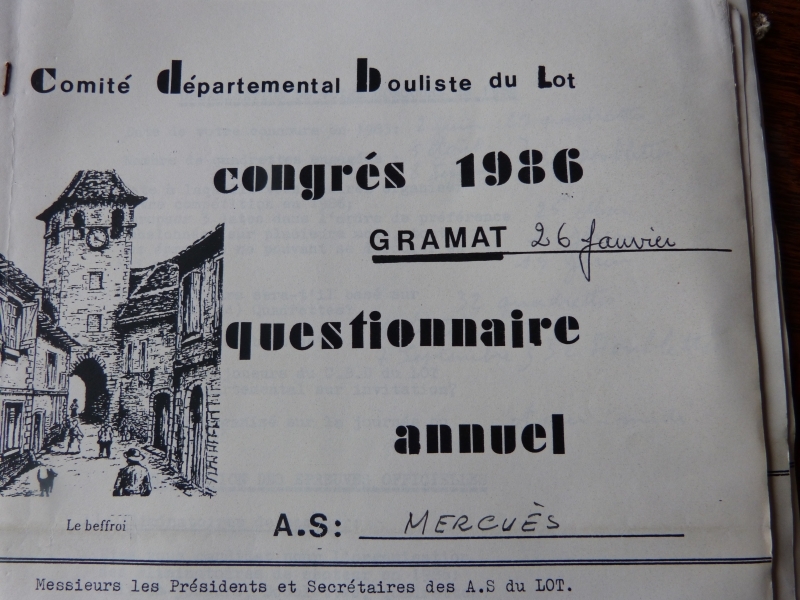 Comité départemental bouliste du Lot
congrés 1986
GRAMAT 26 Janvier
questionnaire
annuel
Le beffroi
A.S: MERCUÈS
Messieurs les Présidents et Secrétaires des A.S du LOT.